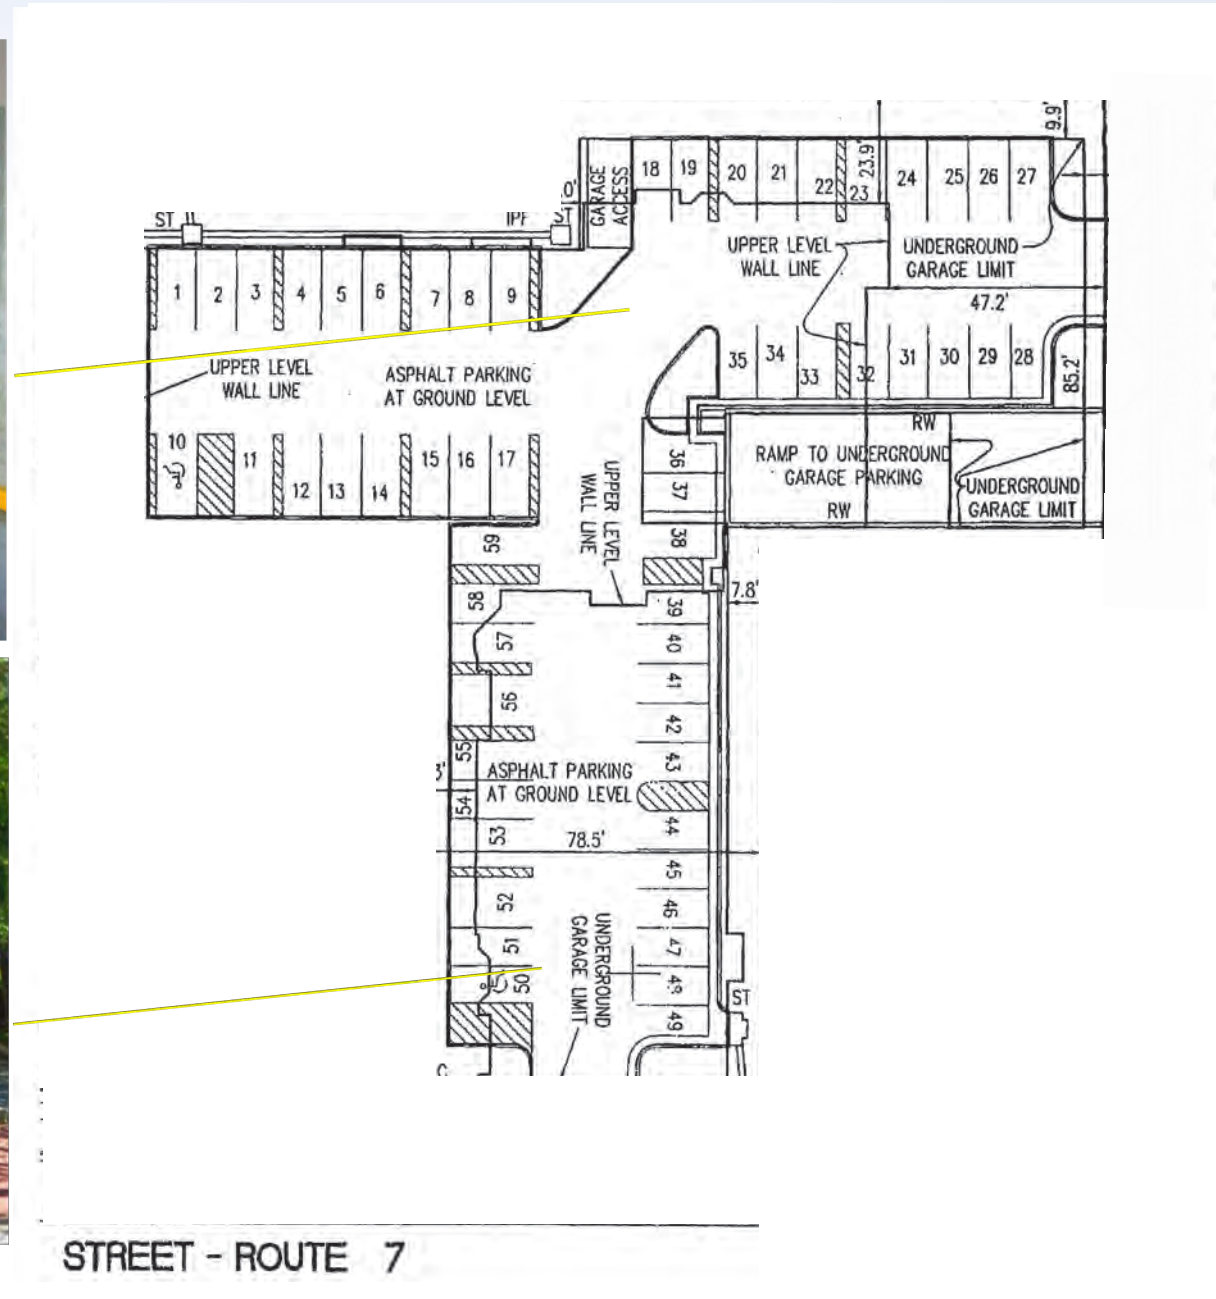 9.9'
18
19
20
21
22
23
23.9'
24
25
26
27
GARAGE
ACCESS
.0'
ST
IPF
ST
UPPER LEVEL
WALL LINE
UNDERGROUND
GARAGE LIMIT
47.2'
1
2
3
4
5
6
7
8
9
35
34
33
32
31
30
29
28
85.2'
UPPER LEVEL
WALL LINE
ASPHALT PARKING
AT GROUND LEVEL
RW
RAMP TO UNDERGROUND
GARAGE PARKING
RW
UNDERGROUND
GARAGE LIMIT
10
11
12
13
14
15
16
17
36
37
38
UPPER LEVEL
WALL LINE
59
58
57
56
55
54
53
52
51
50
7.8'
39
40
41
42
43
44
45
46
47
48
49
3'
ASPHALT PARKING
AT GROUND LEVEL
78.5'
UNDERGROUND
GARAGE LIMIT
ST
STREET - ROUTE 7